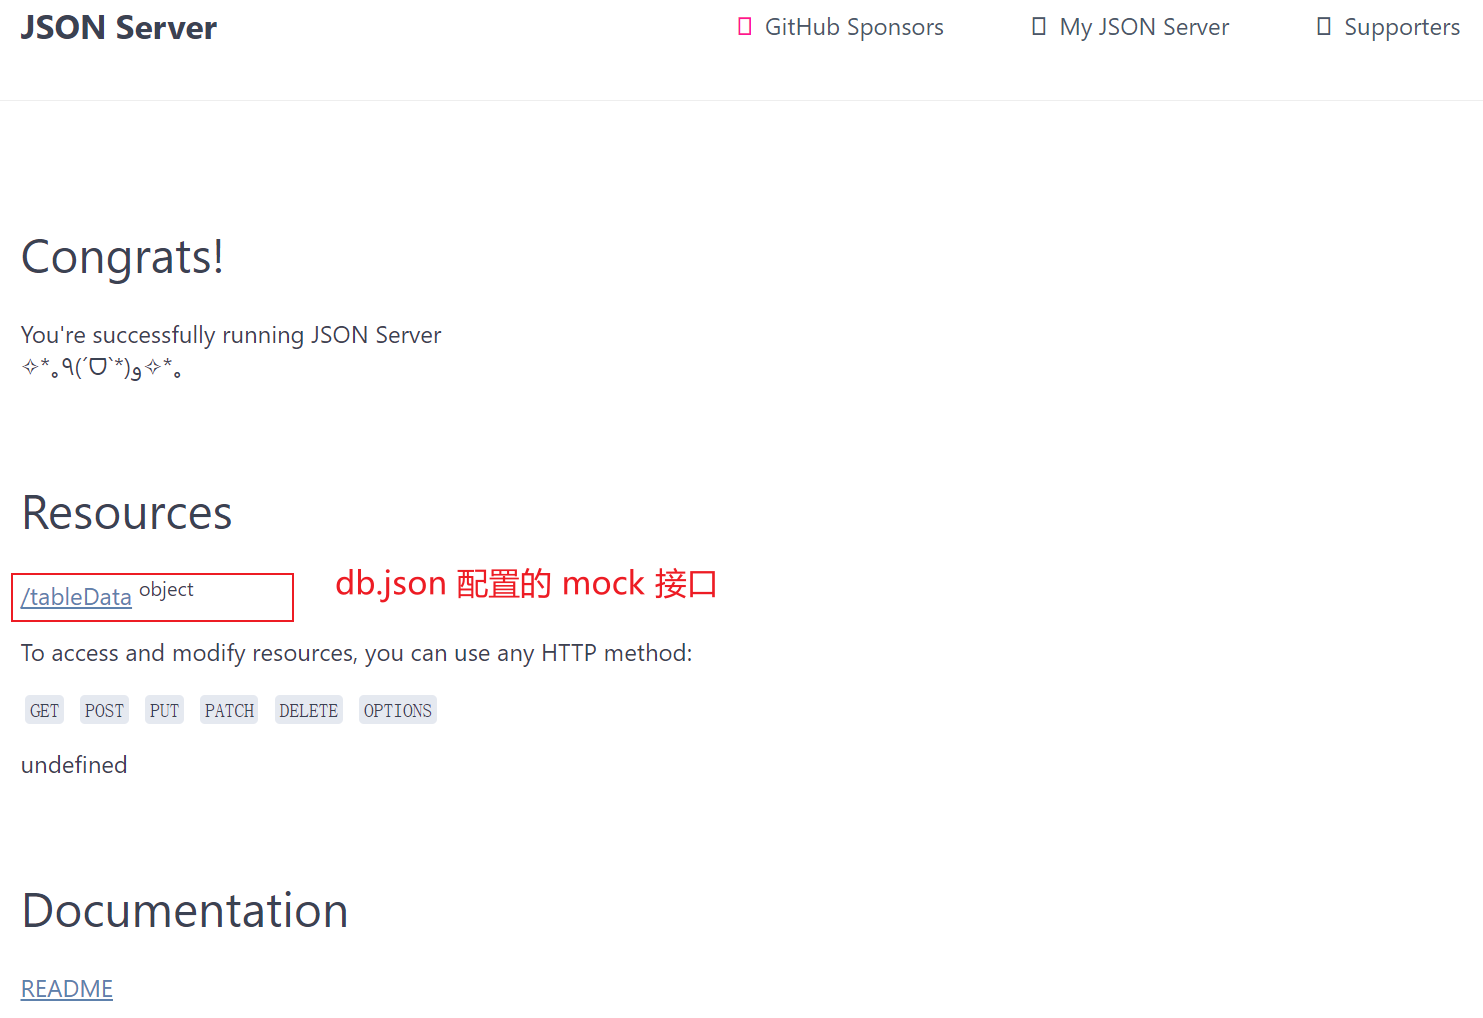 JSON Server
GitHub Sponsors
My JSON Server
Supporters
Congrats!
You're successfully running JSON Server
✧*｡٩(ˊᗜˋ*)و✧*｡
Resources
/tableData object
db.json 配置的 mock 接口
To access and modify resources, you can use any HTTP method:
GET POST PUT PATCH DELETE OPTIONS
undefined
Documentation
README